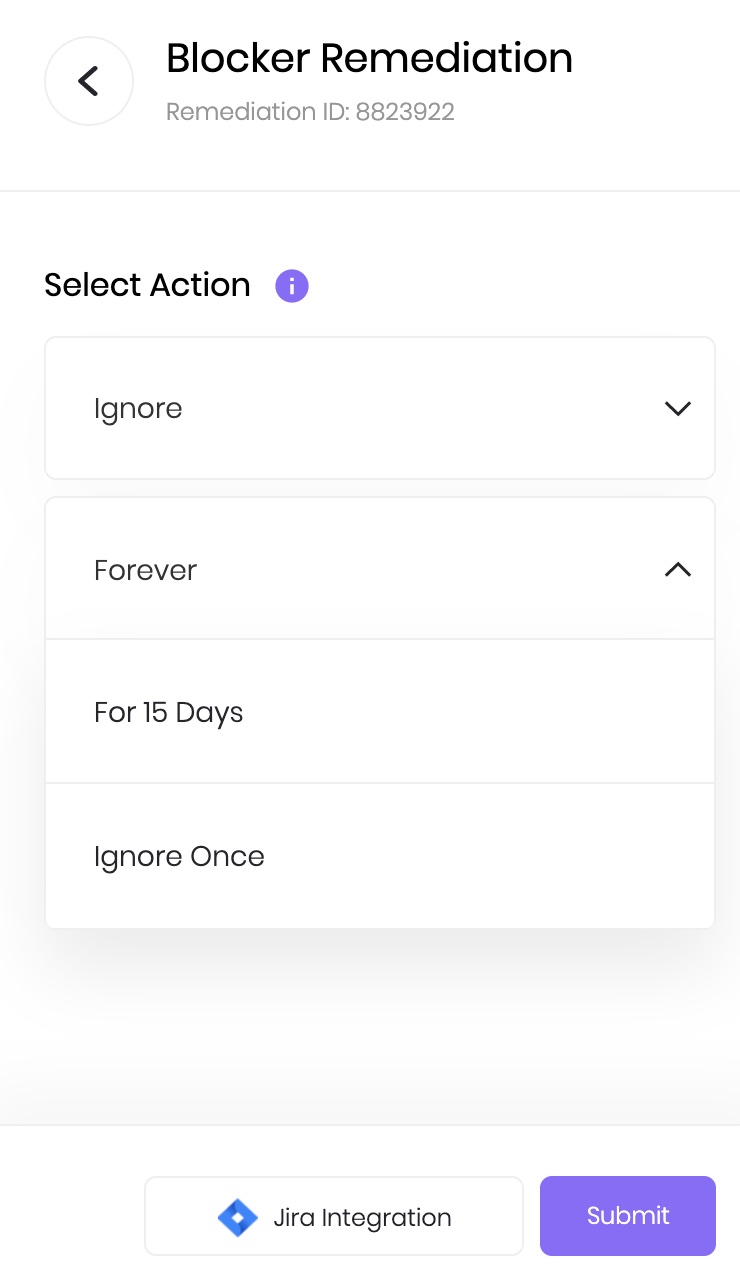 Blocker Remediation
Remediation ID: 8823922
Select Action
Ignore
Forever
For 15 Days
Ignore Once
Jira Integration
Submit